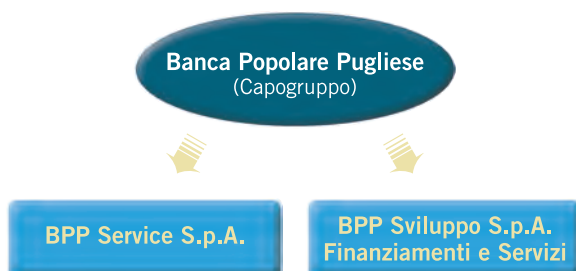 Banca Popolare Pugliese
(Capogruppo)
BPP Service S.p.A.
BPP Sviluppo S.p.A.
Finanziamenti e Servizi